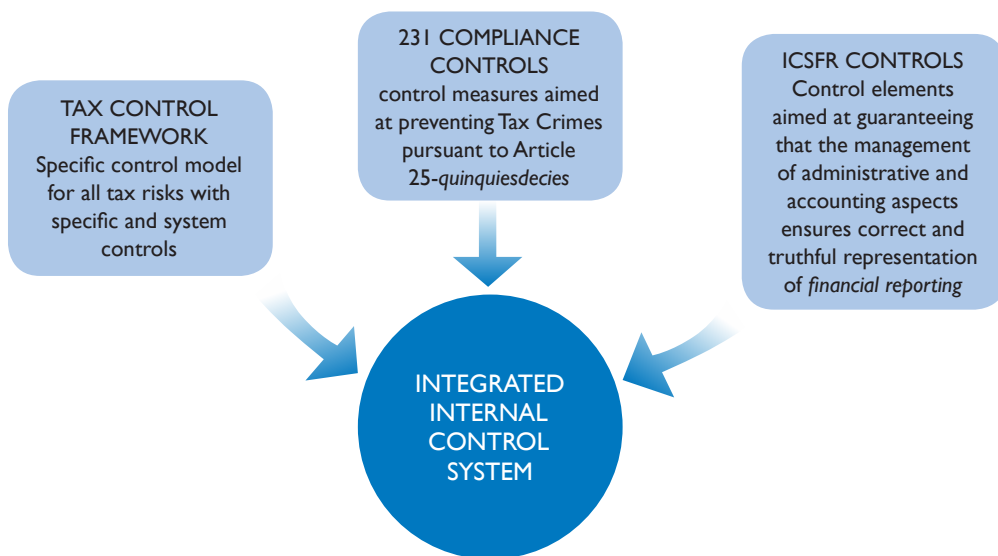 TAX CONTROL
FRAMEWORK
Specific control model
for all tax risks with
specific and system
controls
231 COMPLIANCE
CONTROLS
control measures aimed
at preventing Tax Crimes
pursuant to Article
25-quinquiesdecies
ICSFR CONTROLS
Control elements
aimed at guaranteeing
that the management
of administrative and
accounting aspects
ensures correct and
truthful representation
of financial reporting
INTEGRATED
INTERNAL
CONTROL
SYSTEM